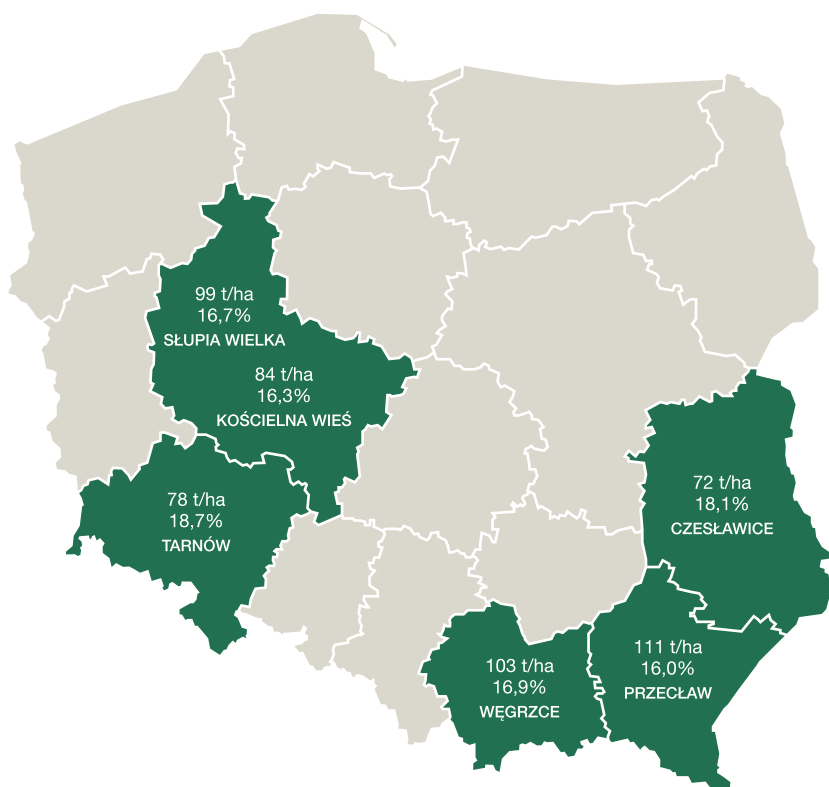 99 t/ha
16,7%
SŁUPIA WIELKA
84 t/ha
16,3%
KOŚCIELNA WIEŚ
78 t/ha
18,7%
TARNÓW
72 t/ha
18,1%
CZESŁAWICE
103 t/ha
16,9%
WĘGRZCE
111 t/ha
16,0%
PRZECŁAW